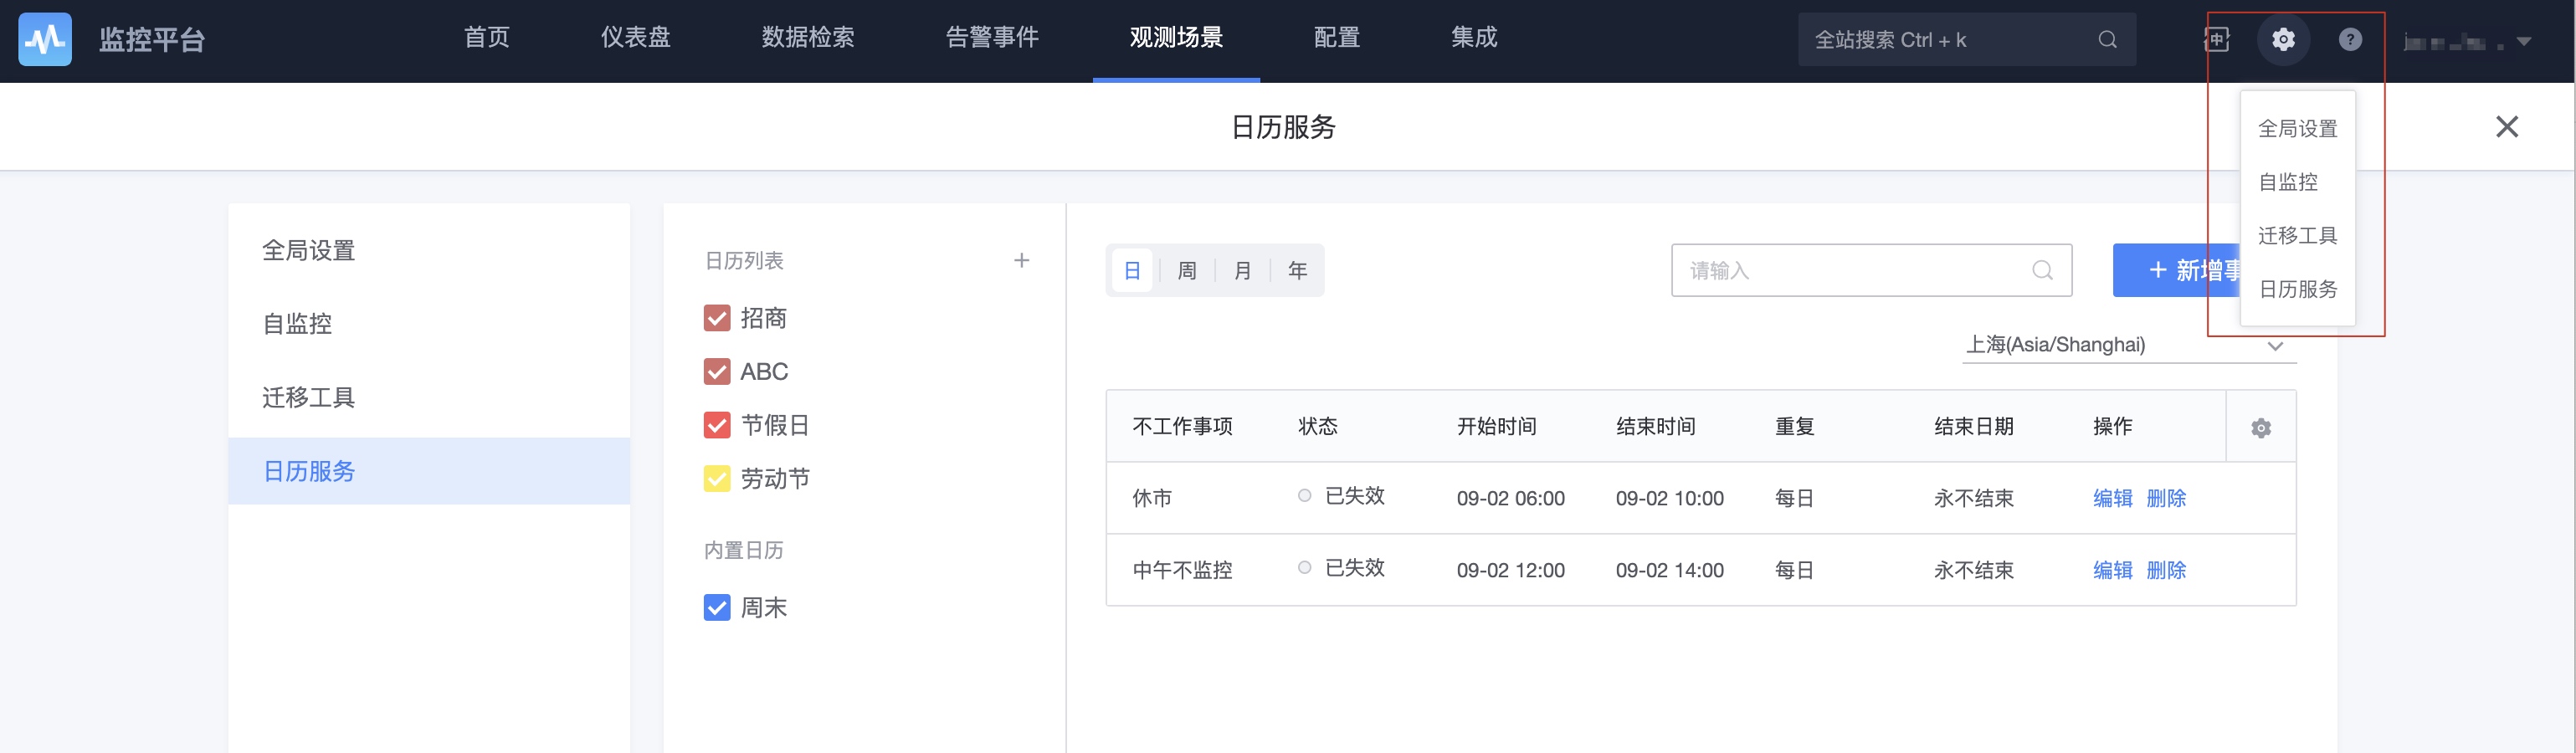 监控平台
首页 仪表盘 数据检索 告警事件 观测场景 配置 集成
全站搜索 Ctrl + k
中
?
日历服务
全局设置
自监控
迁移工具
日历服务
全局设置
自监控
迁移工具
日历服务
日历列表
招商
ABC
节假日
劳动节
内置日历
周末
日 周 月 年
请输入
+ 新增事
上海(Asia/Shanghai)
不工作事项 状态 开始时间 结束时间 重复 结束日期 操作
休市 已失效 09-02 06:00 09-02 10:00 每日 永不结束 编辑 删除
中午不监控 已失效 09-02 12:00 09-02 14:00 每日 永不结束 编辑 删除